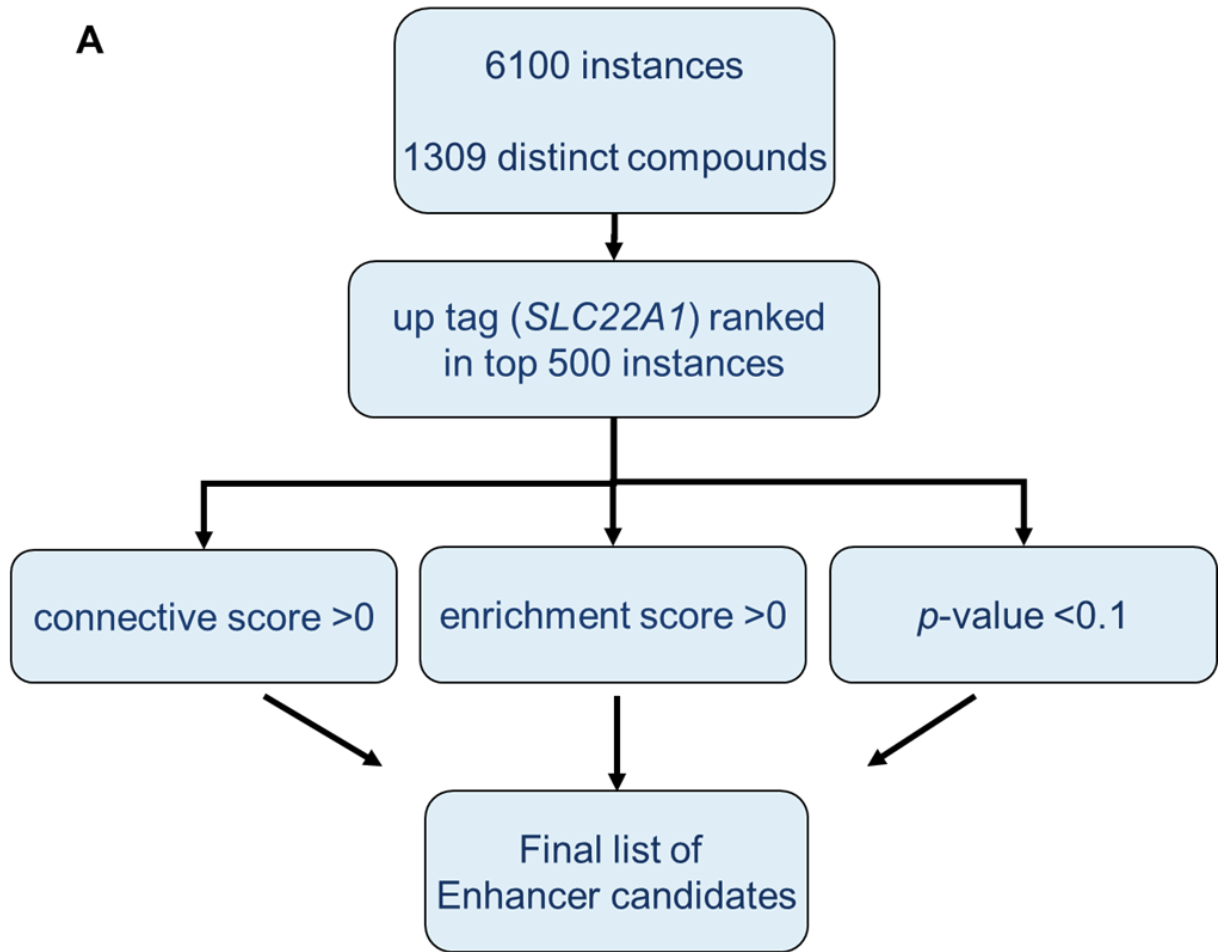 A
6100 instances
1309 distinct compounds
up tag (SLC22A1) ranked
in top 500 instances
connective score >0
enrichment score >0
p-value <0.1
Final list of
Enhancer candidates